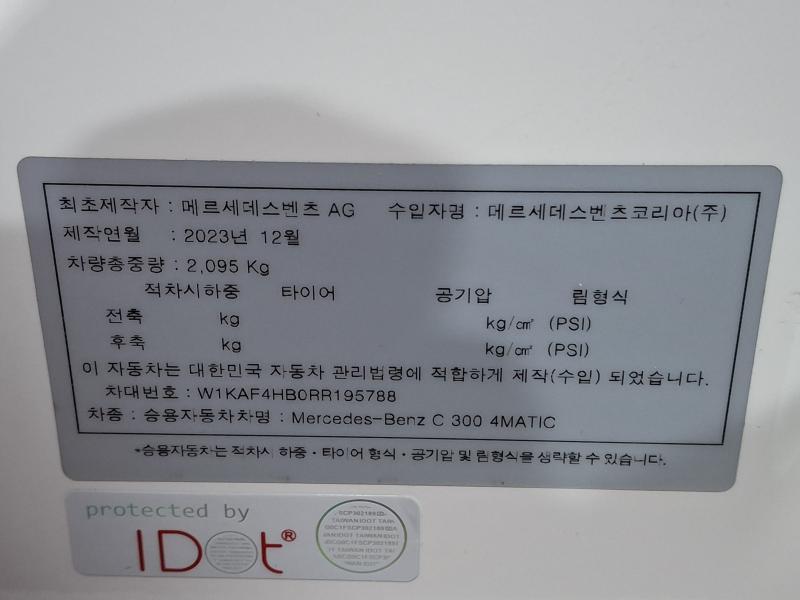 최초제작자 : 메르세데스벤츠 AG 수입자명 : 메르세데스벤츠코리아(주)
제작연월 : 2023년 12월
차량총중량 : 2,095 Kg
적차시하중 타이어 공기압 림형식
전축 kg kg/㎠ (PSI)
후축 kg kg/㎠ (PSI)
이 자동차는 대한민국 자동차 관리법령에 적합하게 제작(수입) 되었습니다.
차대번호 : W1KAF4HB0RR195788
차종 : 승용자동차차명 : Mercedes-Benz C 300 4MATIC
*승용자동차는 적차시 하중·타이어 형식·공기압 및 림형식을 생략할 수 있습니다.
protected by
IDot®